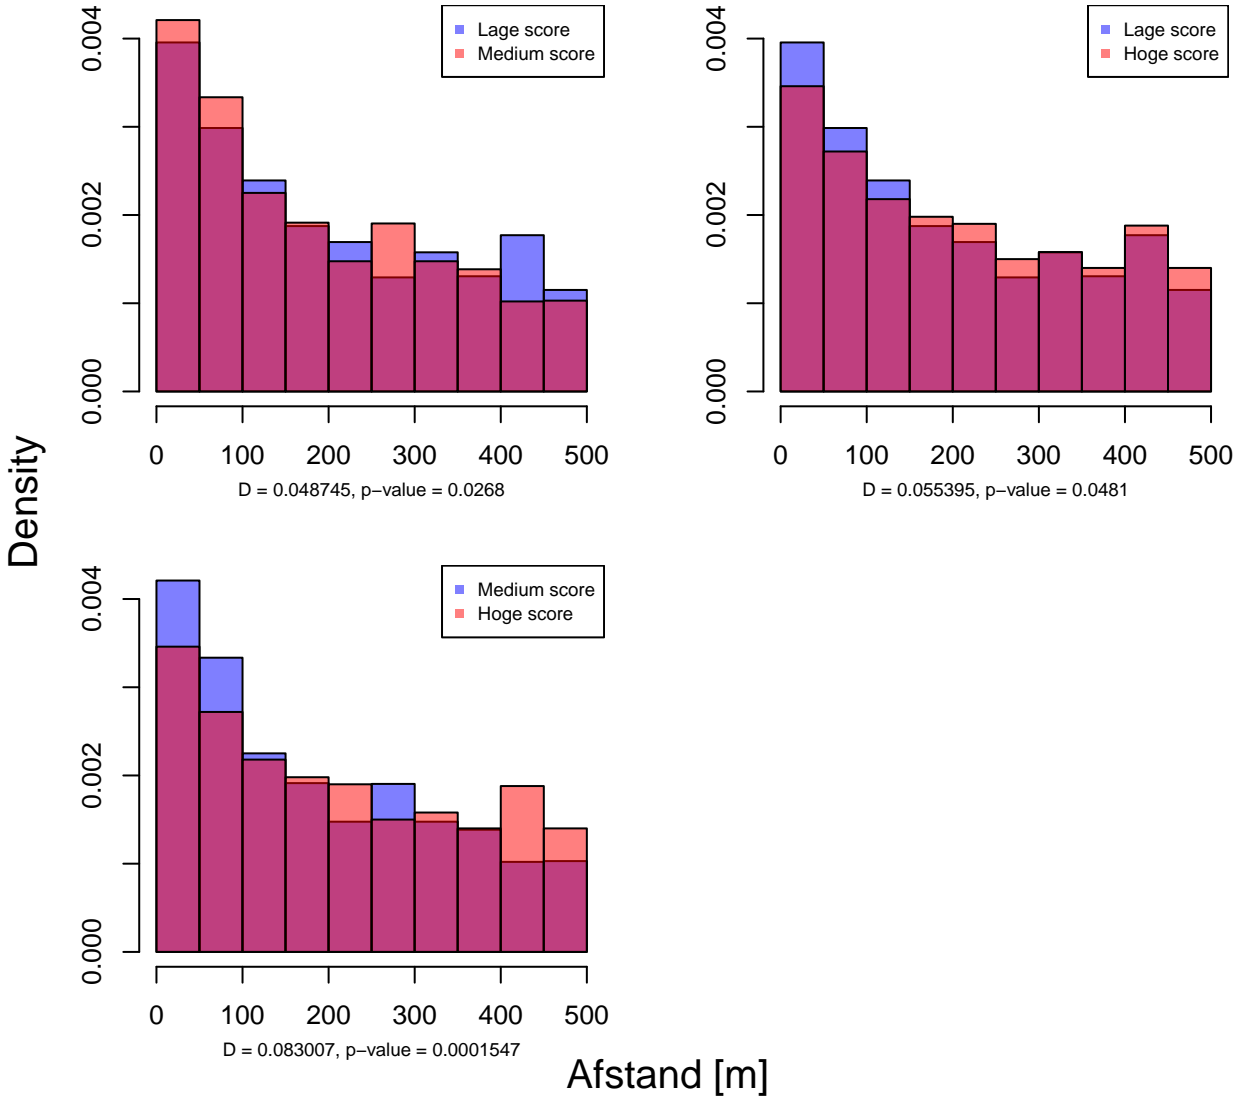 Lage score
Medium score
0.000
0.002
0.004
0 100 200 300 400 500
D = 0.048745, p−value = 0.0268
Lage score
Hoge score
0.000
0.002
0.004
0 100 200 300 400 500
D = 0.055395, p−value = 0.0481
Density
Medium score
Hoge score
0.000
0.002
0.004
0 100 200 300 400 500
D = 0.083007, p−value = 0.0001547
Afstand [m]